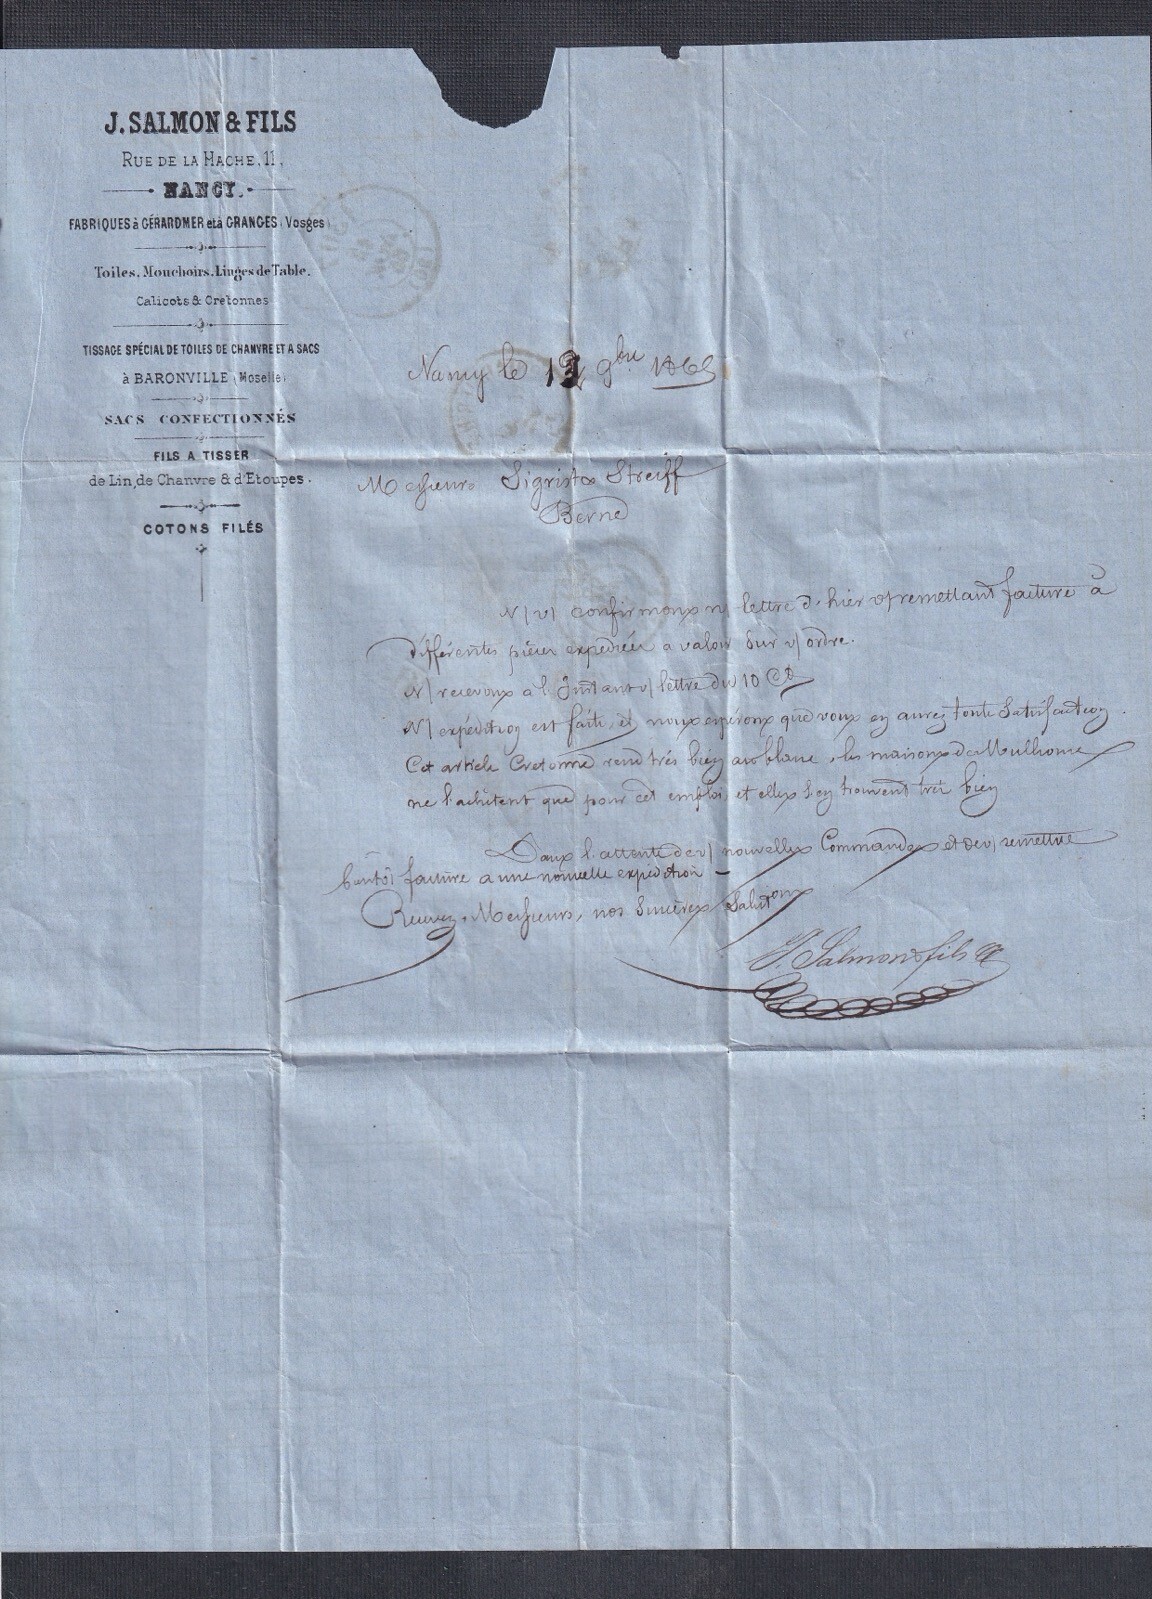 J. SALMON & FILS
RUE DE LA HACHE, 11,
NANCY.
FABRIQUES à GÉRARDMER et à GRANGES (Vosges)
Toiles, Mouchoirs, Linges de Table.
Calicots & Cretonnes
TISSAGE SPÉCIAL DE TOILES DE CHANVRE ET A SACS
à BARONVILLE (Moselle)
SACS CONFECTIONNÉS
FILS A TISSER
de Lin, de Chanvre & d'Etoupes.
COTONS FILÉS
Nancy le 9bre 186
Messieurs Sigrist & Streiff
Berne
N/ v/ confirmons n/ lettre d'hier v/ remettant facture à
différentes pièces expédiées a valoir sur v/ ordre.
N/ recevons à l'Instant v/ lettre du 10 Ct
N/ expédition est faite, et nous espérons que vous en aurez toute Satisfaction.
Cet article Cretonne rend très bien au blanc, les maisons de Mulhouse
ne l'achètent que pour cet emploi, et elles s'en trouvent très bien
Dans l'attente de v/ nouvelles Commandes et de v/ remettre
bientôt facture a une nouvelle expédition –
Recevez, Messieurs, nos Sincères Salutions
J. Salmon & fils